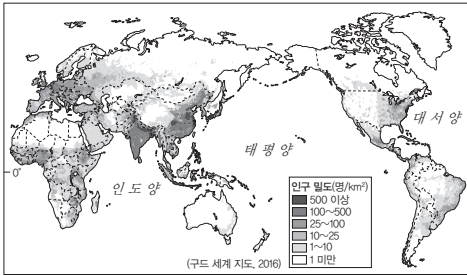 대서양
태평양
인도양
0°
인구 밀도(명/km²)
500 이상
100~500
25~100
10~25
1~10
1 미만
(구드 세계 지도, 2016)